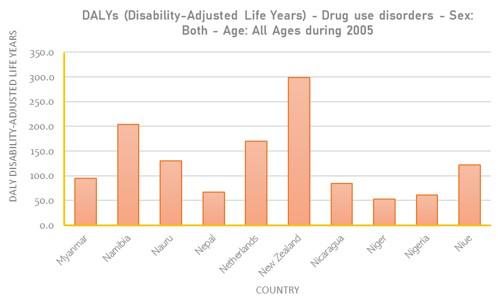 DALYs (Disability-Adjusted Life Years) - Drug use disorders - Sex:
Both - Age: All Ages during 2005
DALY DISABILITY-ADJUSTED LIFE YEARS
350.0
300.0
250.0
200.0
150.0
100.0
50.0
0.0
Myanmar
Namibia
Nauru
Nepal
Netherlands
New Zealand
Nicaragua
Niger
Nigeria
Niue
COUNTRY